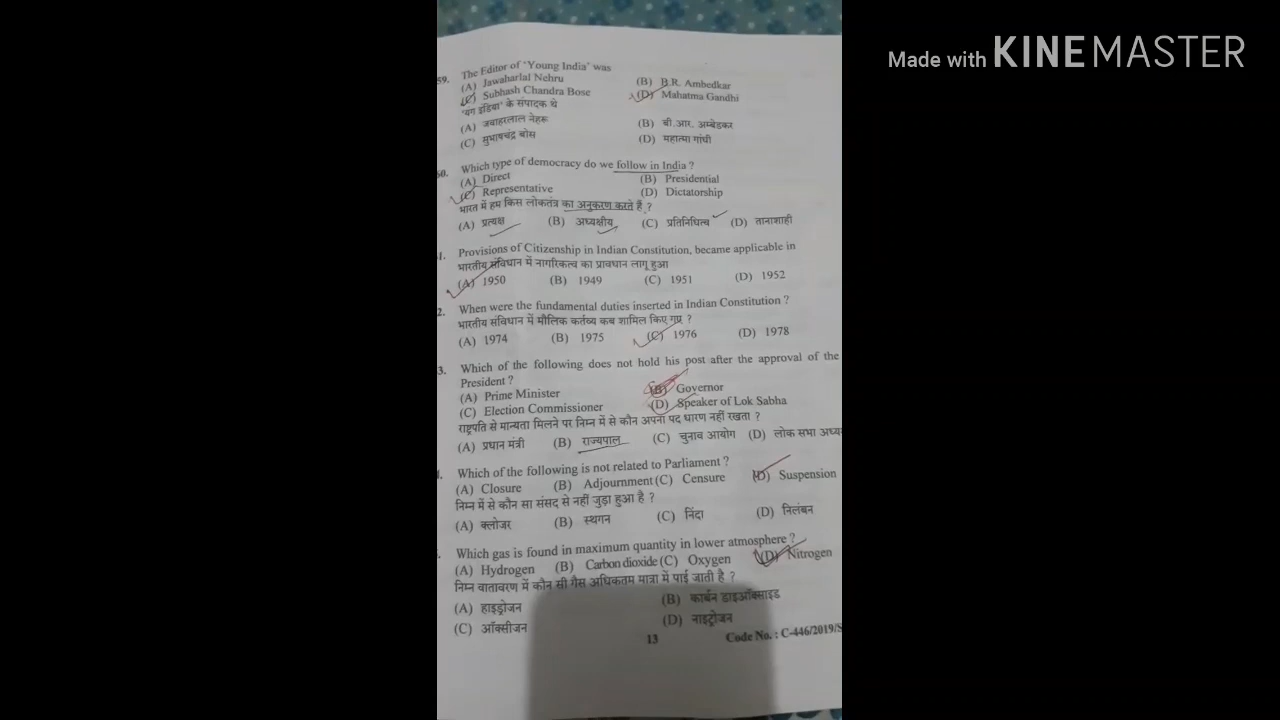 Made with KINEMASTER
59. The Editor of 'Young India' was
(A) Jawaharlal Nehru (B) B.R. Ambedkar
(C) Subhash Chandra Bose (D) Mahatma Gandhi
'यंग इंडिया' के संपादक थे
(A) जवाहरलाल नेहरू (B) बी.आर. अम्बेडकर
(C) सुभाषचंद्र बोस (D) महात्मा गांधी
60. Which type of democracy do we follow in India ?
(A) Direct (B) Presidential
(C) Representative (D) Dictatorship
भारत में हम किस लोकतंत्र का अनुकरण करते हैं ?
(A) प्रत्यक्ष (B) अध्यक्षीय (C) प्रतिनिधित्व (D) तानाशाही
1. Provisions of Citizenship in Indian Constitution, became applicable in
भारतीय संविधान में नागरिकत्व का प्रावधान लागू हुआ
(A) 1950 (B) 1949 (C) 1951 (D) 1952
2. When were the fundamental duties inserted in Indian Constitution ?
भारतीय संविधान में मौलिक कर्तव्य कब शामिल किए गए ?
(A) 1974 (B) 1975 (C) 1976 (D) 1978
3. Which of the following does not hold his post after the approval of the
President ?
(A) Prime Minister (B) Governor
(C) Election Commissioner (D) Speaker of Lok Sabha
राष्ट्रपति से मान्यता मिलने पर निम्न में से कौन अपना पद धारण नहीं रखता ?
(A) प्रधान मंत्री (B) राज्यपाल (C) चुनाव आयोग (D) लोक सभा
Which of the following is not related to Parliament ?
(A) Closure (B) Adjournment (C) Censure (D) Suspension
निम्न में से कौन सा संसद से नहीं जुड़ा हुआ है ?
(A) क्लोजर (B) स्थगन (C) निंदा (D) निलंबन
Which gas is found in maximum quantity in lower atmosphere ?
(A) Hydrogen (B) Carbon dioxide (C) Oxygen (D) Nitrogen
निम्न वातावरण में कौन सी गैस अधिकतम मात्रा में पाई जाती है ?
(A) हाइड्रोजन (B) कार्बन डाइऑक्साइड
(C) ऑक्सीजन (D) नाइट्रोजन
13 Code No. : C-446/2019/S